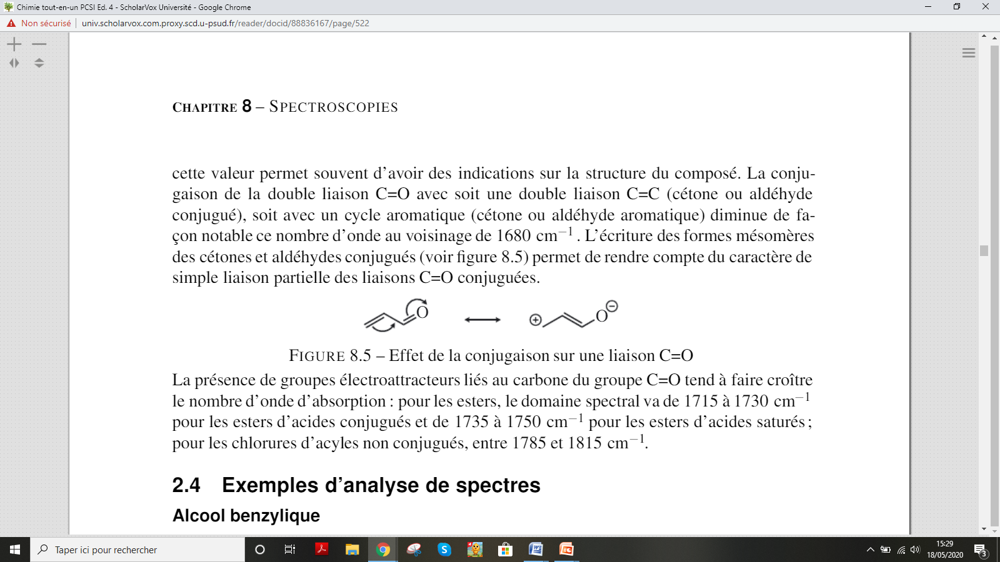 Chimie tout-en-un PCSI Ed. 4 - ScholarVox Université - Google Chrome
Non sécurisé
univ.scholarvox.com.proxy.scd.u-psud.fr/reader/docid/88836167/page/522
CHAPITRE 8 – SPECTROSCOPIES
cette valeur permet souvent d’avoir des indications sur la structure du composé. La conju-
gaison de la double liaison C=O avec soit une double liaison C=C (cétone ou aldéhyde
conjugué), soit avec un cycle aromatique (cétone ou aldéhyde aromatique) diminue de fa-
çon notable ce nombre d’onde au voisinage de 1680 cm⁻¹. L’écriture des formes mésomères
des cétones et aldéhydes conjugués (voir figure 8.5) permet de rendre compte du caractère de
simple liaison partielle des liaisons C=O conjuguées.
O ⊕ O ⊖
FIGURE 8.5 – Effet de la conjugaison sur une liaison C=O
La présence de groupes électroattracteurs liés au carbone du groupe C=O tend à faire croître
le nombre d’onde d’absorption : pour les esters, le domaine spectral va de 1715 à 1730 cm⁻¹
pour les esters d’acides conjugués et de 1735 à 1750 cm⁻¹ pour les esters d’acides saturés ;
pour les chlorures d’acyles non conjugués, entre 1785 et 1815 cm⁻¹.
2.4 Exemples d’analyse de spectres
Alcool benzylique
Taper ici pour rechercher
15:29
18/05/2020
3